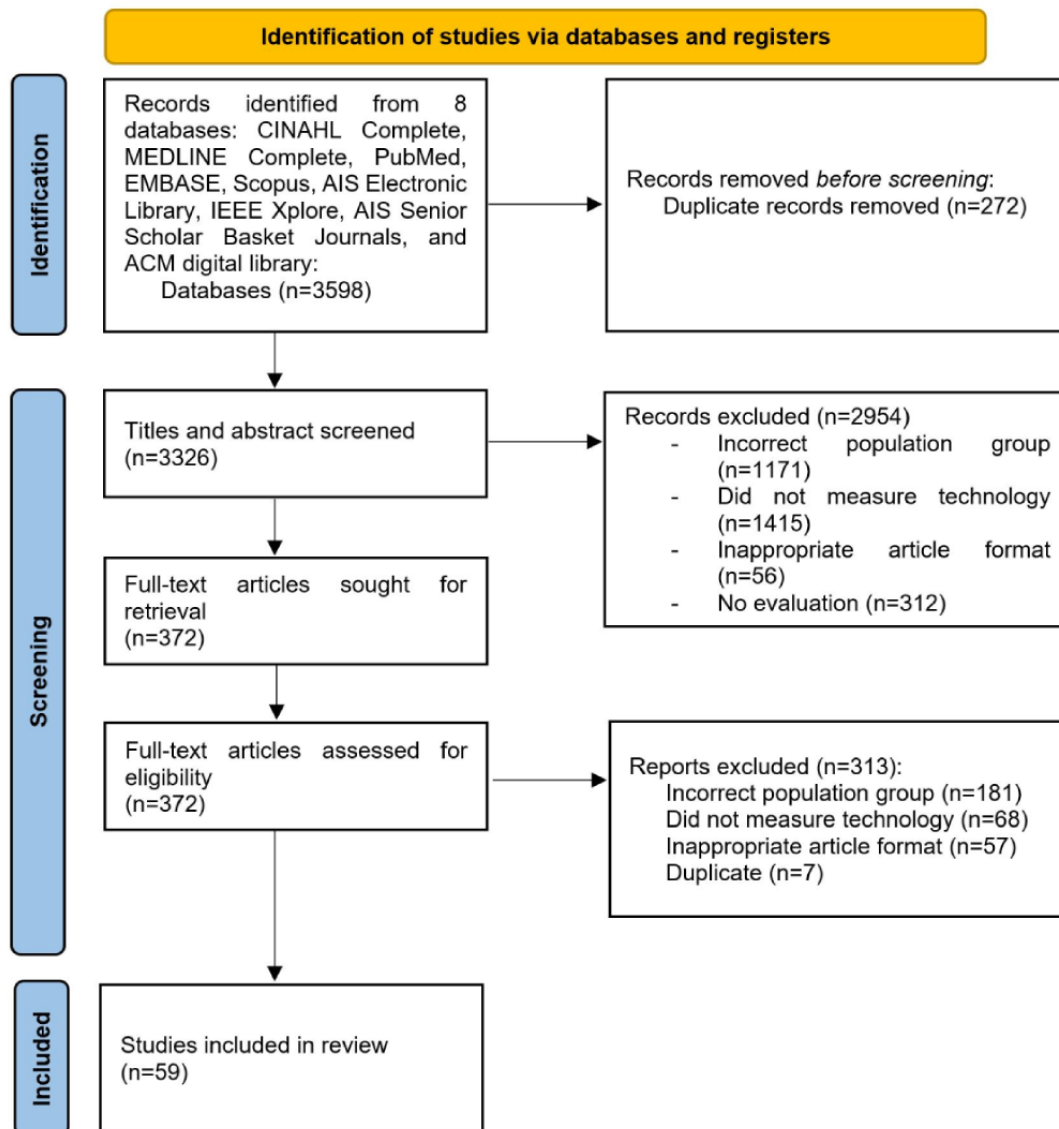 Identification of studies via databases and registers
Identification
Records identified from 8
databases: CINAHL Complete,
MEDLINE Complete, PubMed,
EMBASE, Scopus, AIS Electronic
Library, IEEE Xplore, AIS Senior
Scholar Basket Journals, and
ACM digital library:
Databases (n=3598)
Records removed before screening:
Duplicate records removed (n=272)
Screening
Titles and abstract screened
(n=3326)
Records excluded (n=2954)
- Incorrect population group
(n=1171)
- Did not measure technology
(n=1415)
- Inappropriate article format
(n=56)
- No evaluation (n=312)
Full-text articles sought for
retrieval
(n=372)
Full-text articles assessed for
eligibility
(n=372)
Reports excluded (n=313):
Incorrect population group (n=181)
Did not measure technology (n=68)
Inappropriate article format (n=57)
Duplicate (n=7)
Included
Studies included in review
(n=59)